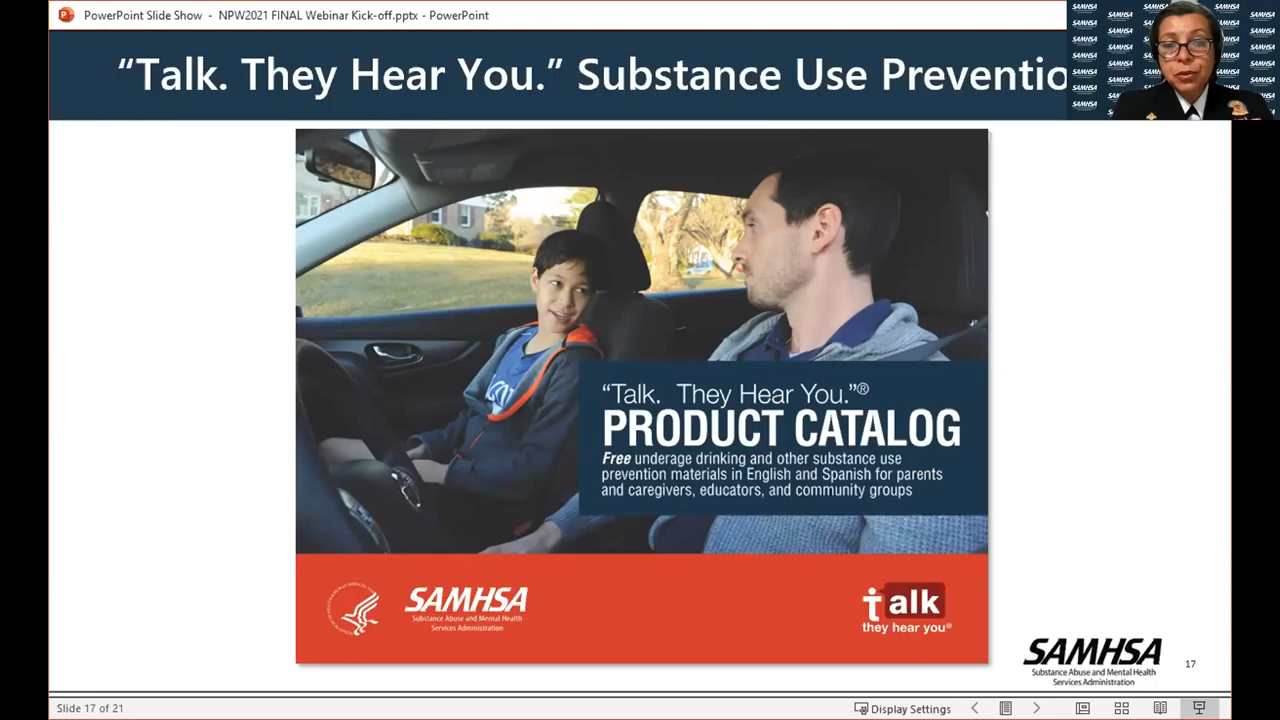 PowerPoint Slide Show - NPW2021 FINAL Webinar Kick-off.pptx - PowerPoint
“Talk. They Hear You.” Substance Use Preventio
SAMHSA
“Talk. They Hear You.”®
PRODUCT CATALOG
Free underage drinking and other substance use
prevention materials in English and Spanish for parents
and caregivers, educators, and community groups
SAMHSA
Substance Abuse and Mental Health
Services Administration
talk
they hear you®
SAMHSA
Substance Abuse and Mental Health
Services Administration
17
Slide 17 of 21
Display Settings